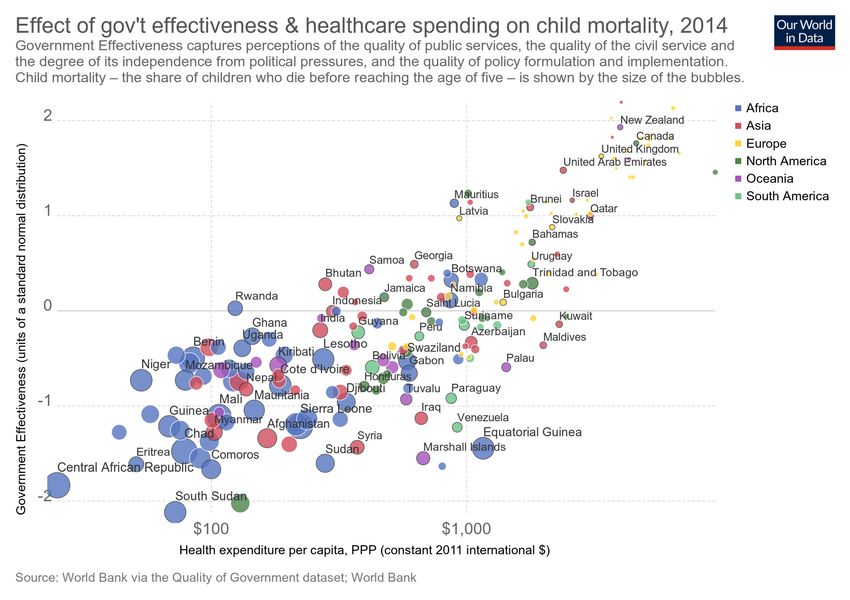 Effect of gov't effectiveness & healthcare spending on child mortality, 2014
Our World
in Data
Government Effectiveness captures perceptions of the quality of public services, the quality of the civil service and
the degree of its independence from political pressures, and the quality of policy formulation and implementation.
Child mortality – the share of children who die before reaching the age of five – is shown by the size of the bubbles.
Government Effectiveness (units of a standard normal distribution)
2
1
0
-1
-2
Africa
Asia
Europe
North America
Oceania
South America
New Zealand
Canada
United Kingdom
United Arab Emirates
Mauritius
Israel
Brunei
Latvia
Qatar
Slovakia
Bahamas
Georgia
Samoa
Uruguay
Bhutan
Botswana
Trinidad and Tobago
Jamaica
Namibia
Rwanda
Bulgaria
Indonesia
Saint Lucia
India
Guyana
Suriname
Kuwait
Ghana
Peru
Uganda
Azerbaijan
Benin
Lesotho
Maldives
Kiribati
Swaziland
Bolivia
Gabon
Palau
Niger
Mozambique
Cote d'Ivoire
Nepal
Honduras
Djibouti
Tuvalu
Paraguay
Mali
Mauritania
Guinea
Sierra Leone
Iraq
Myanmar
Afghanistan
Venezuela
Chad
Syria
Equatorial Guinea
Eritrea
Comoros
Sudan
Marshall Islands
Central African Republic
South Sudan
$100
$1,000
Health expenditure per capita, PPP (constant 2011 international $)
Source: World Bank via the Quality of Government dataset; World Bank